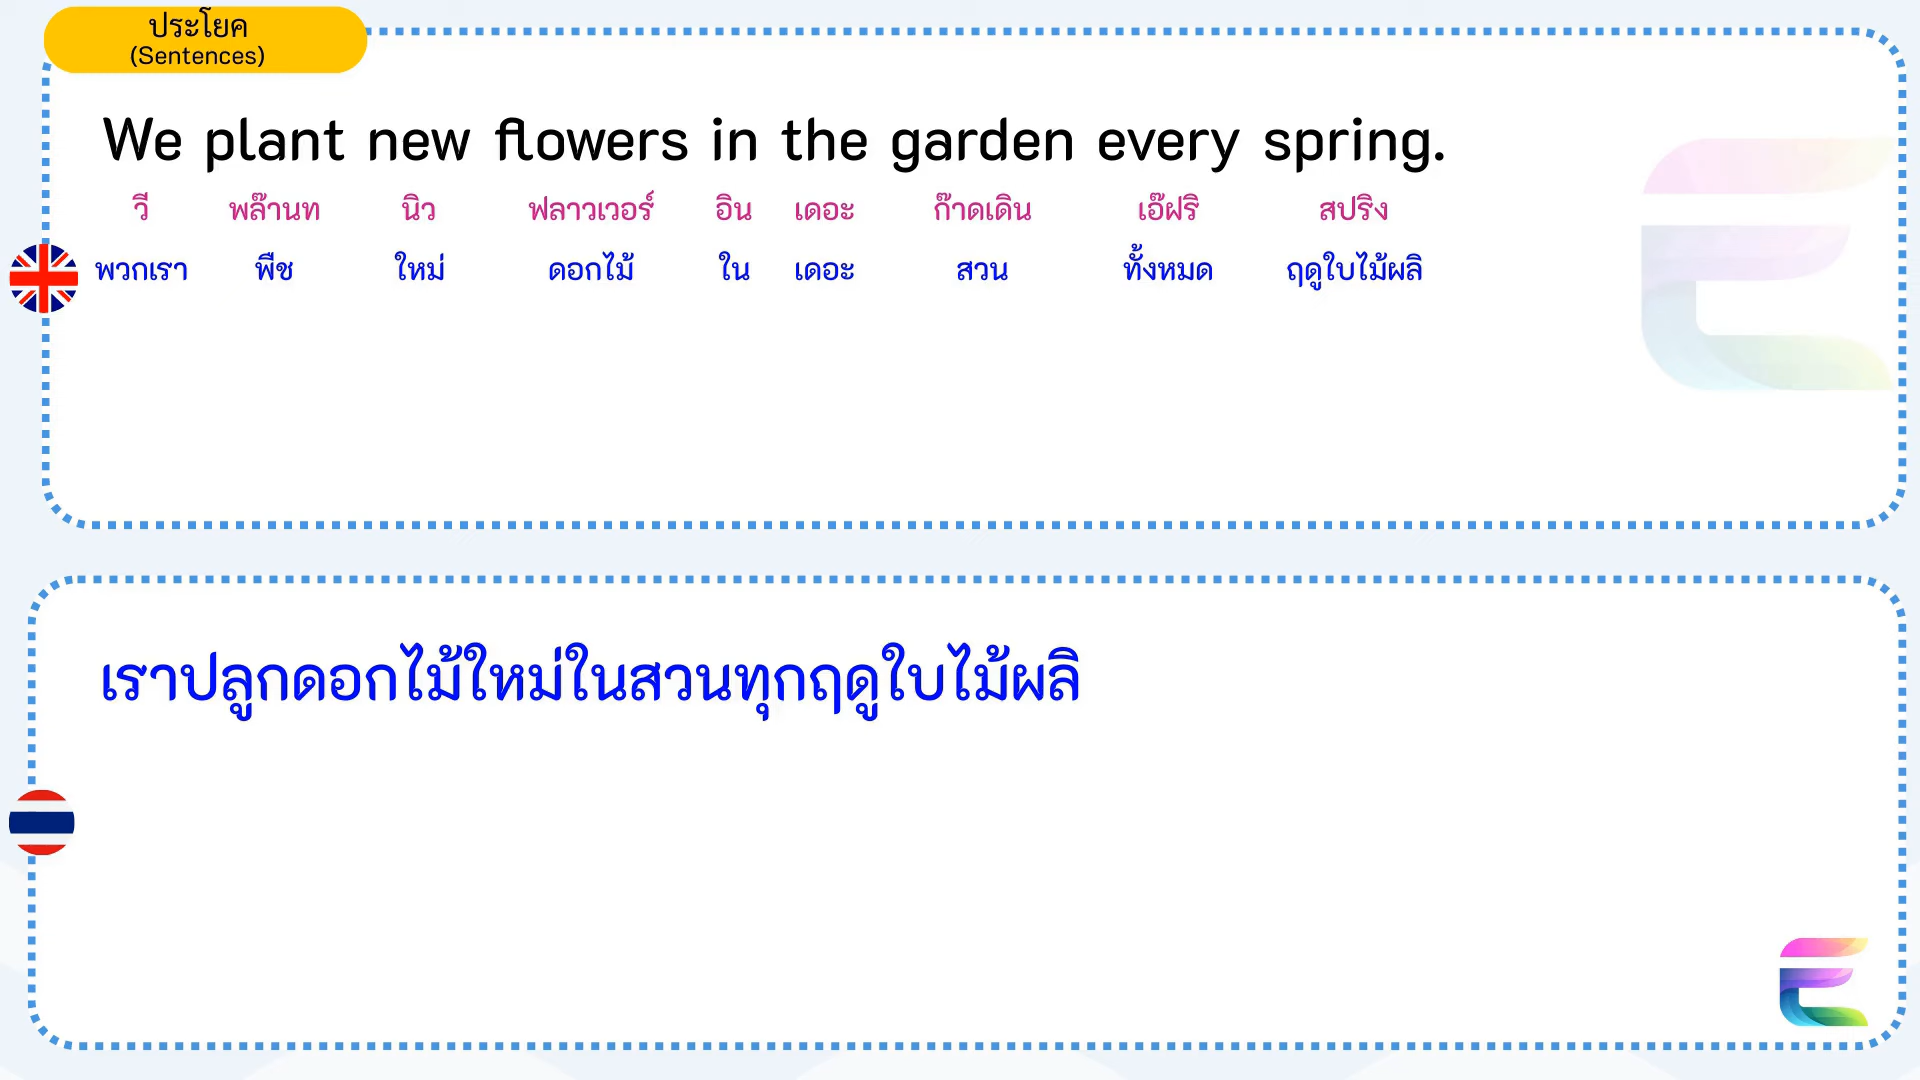 ประโยค
(Sentences)
We plant new flowers in the garden every spring.
วี พล๊านท นิว ฟลาวเวอร์ อิน เดอะ ก๊าดเดิน เอ๊ฝริ สปริง
พวกเรา พืช ใหม่ ดอกไม้ ใน เดอะ สวน ทั้งหมด ฤดูใบไม้ผลิ
เราปลูกดอกไม้ใหม่ในสวนทุกฤดูใบไม้ผลิ